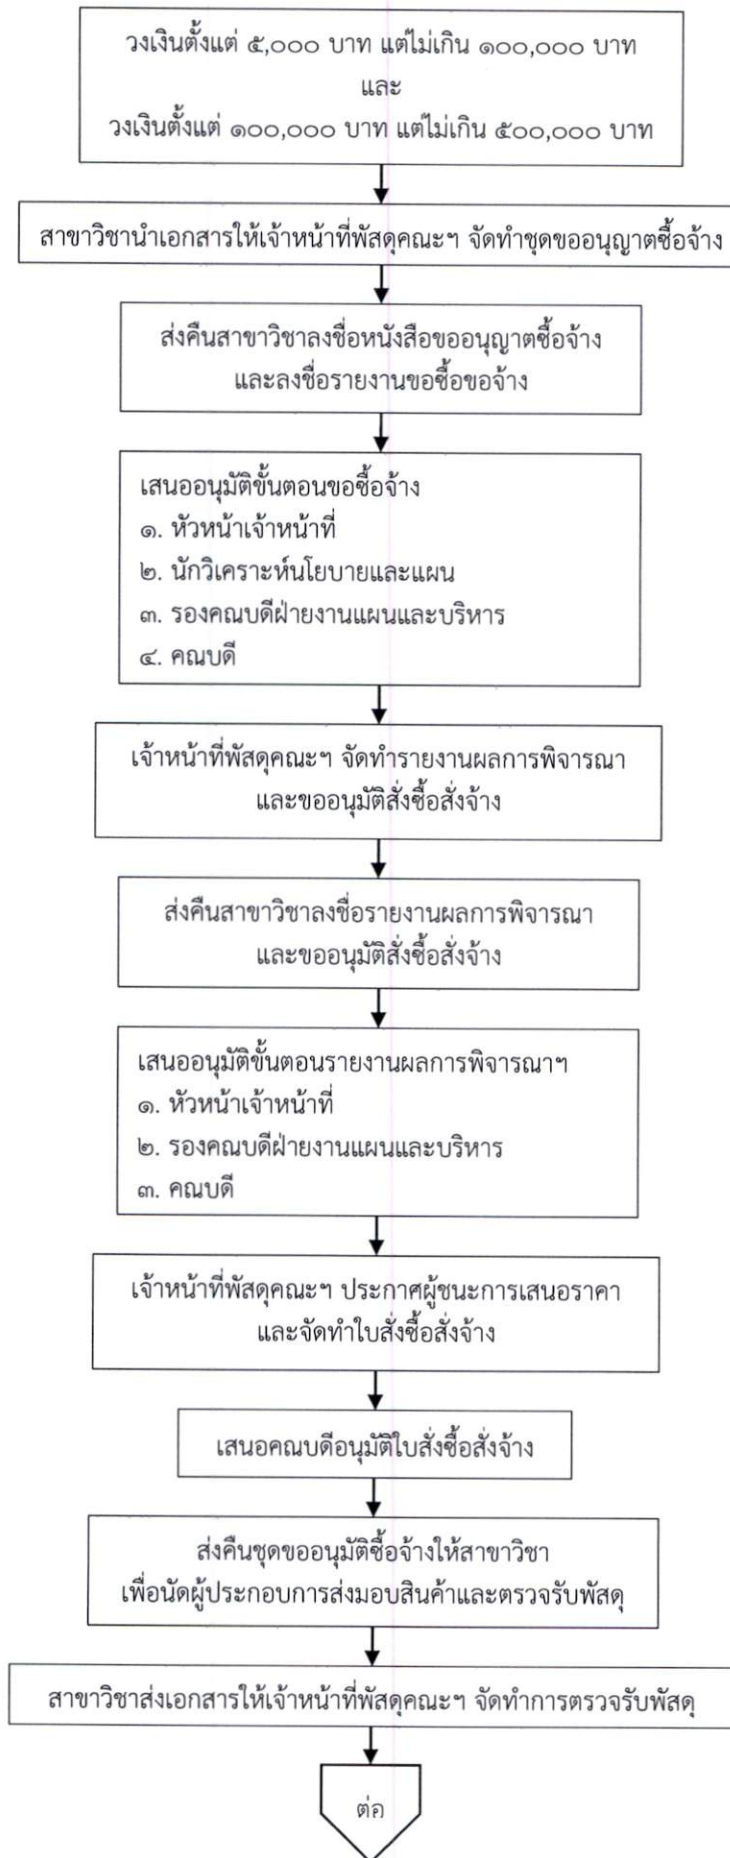 วงเงินตั้งแต่ ๕,๐๐๐ บาท แต่ไม่เกิน ๑๐๐,๐๐๐ บาท
และ
วงเงินตั้งแต่ ๑๐๐,๐๐๐ บาท แต่ไม่เกิน ๕๐๐,๐๐๐ บาท
สาขาวิชานำเอกสารให้เจ้าหน้าที่พัสดุคณะฯ จัดทำชุดขออนุญาตซื้อจ้าง
ส่งคืนสาขาวิชาลงชื่อหนังสือขออนุญาตซื้อจ้าง
และลงชื่อรายงานขอซื้อขอจ้าง
เสนออนุมัติขั้นตอนขอซื้อจ้าง
๑. หัวหน้าเจ้าหน้าที่
๒. นักวิเคราะห์นโยบายและแผน
๓. รองคณบดีฝ่ายงานแผนและบริหาร
๔. คณบดี
เจ้าหน้าที่พัสดุคณะฯ จัดทำรายงานผลการพิจารณา
และขออนุมัติสั่งซื้อสั่งจ้าง
ส่งคืนสาขาวิชาลงชื่อรายงานผลการพิจารณา
และขออนุมัติสั่งซื้อสั่งจ้าง
เสนออนุมัติขั้นตอนรายงานผลการพิจารณาฯ
๑. หัวหน้าเจ้าหน้าที่
๒. รองคณบดีฝ่ายงานแผนและบริหาร
๓. คณบดี
เจ้าหน้าที่พัสดุคณะฯ ประกาศผู้ชนะการเสนอราคา
และจัดทำใบสั่งซื้อสั่งจ้าง
เสนอคณบดีอนุมัติใบสั่งซื้อสั่งจ้าง
ส่งคืนชุดขออนุมัติซื้อจ้างให้สาขาวิชา
เพื่อนัดผู้ประกอบการส่งมอบสินค้าและตรวจรับพัสดุ
สาขาวิชาส่งเอกสารให้เจ้าหน้าที่พัสดุคณะฯ จัดทำการตรวจรับพัสดุ
ต่อ